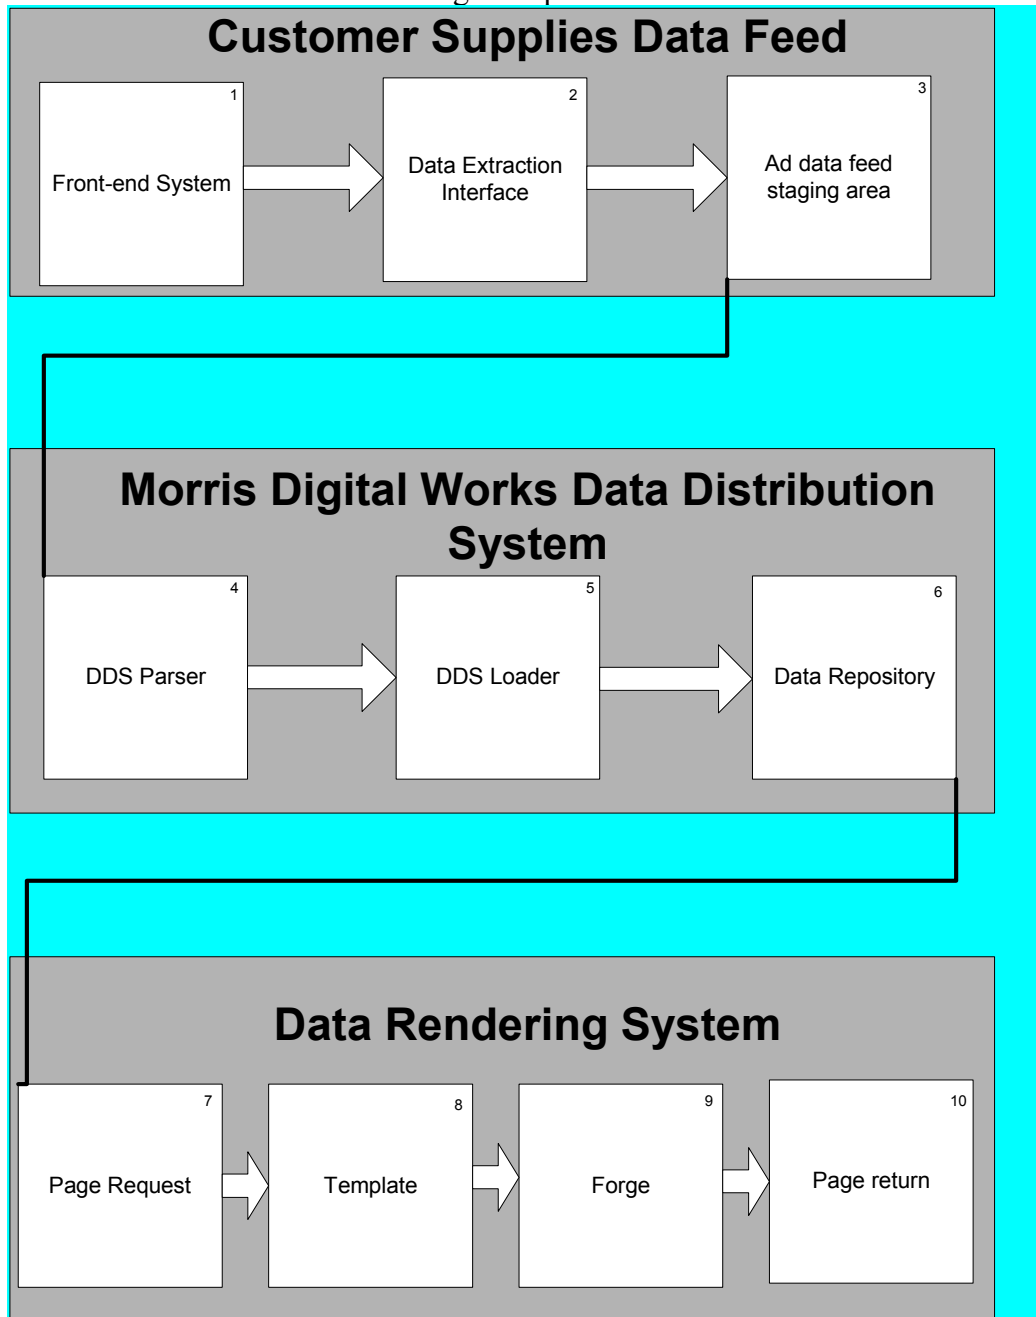 Customer Supplies Data Feed
1
Front-end System
2
Data Extraction
Interface
3
Ad data feed
staging area
Morris Digital Works Data Distribution
System
4
DDS Parser
5
DDS Loader
6
Data Repository
Data Rendering System
7
Page Request
8
Template
9
Forge
10
Page return